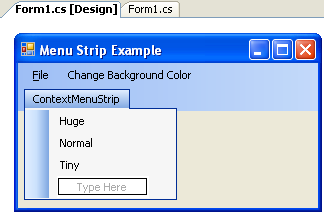 Form1.cs [Design] Form1.cs
Menu Strip Example
File Change Background Color
ContextMenuStrip
Huge
Normal
Tiny
Type Here